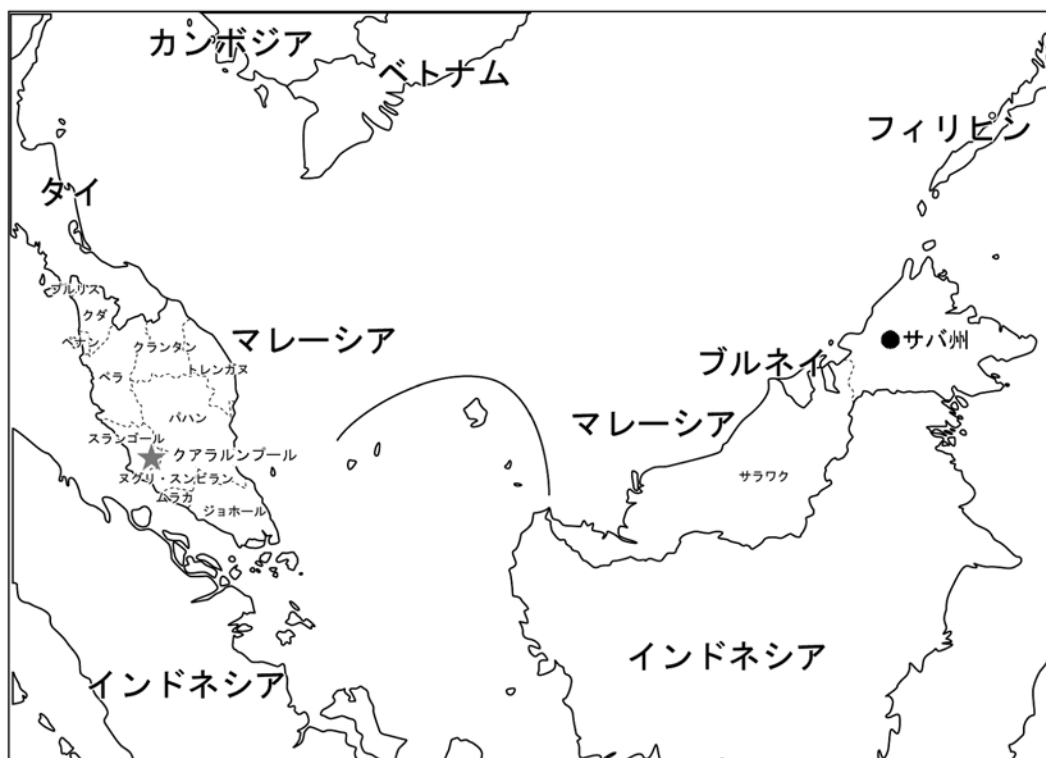 カンボジア
ベトナム
フィリピン
タイ
プルリス
クダ
ペナン
クランタン
マレーシア
サバ州
ペラ
トレンガヌ
ブルネイ
パハン
マレーシア
スランゴール
クアラルンプール
サラワク
ヌグリ・スンビラン
ムラカ
ジョホール
インドネシア
インドネシア